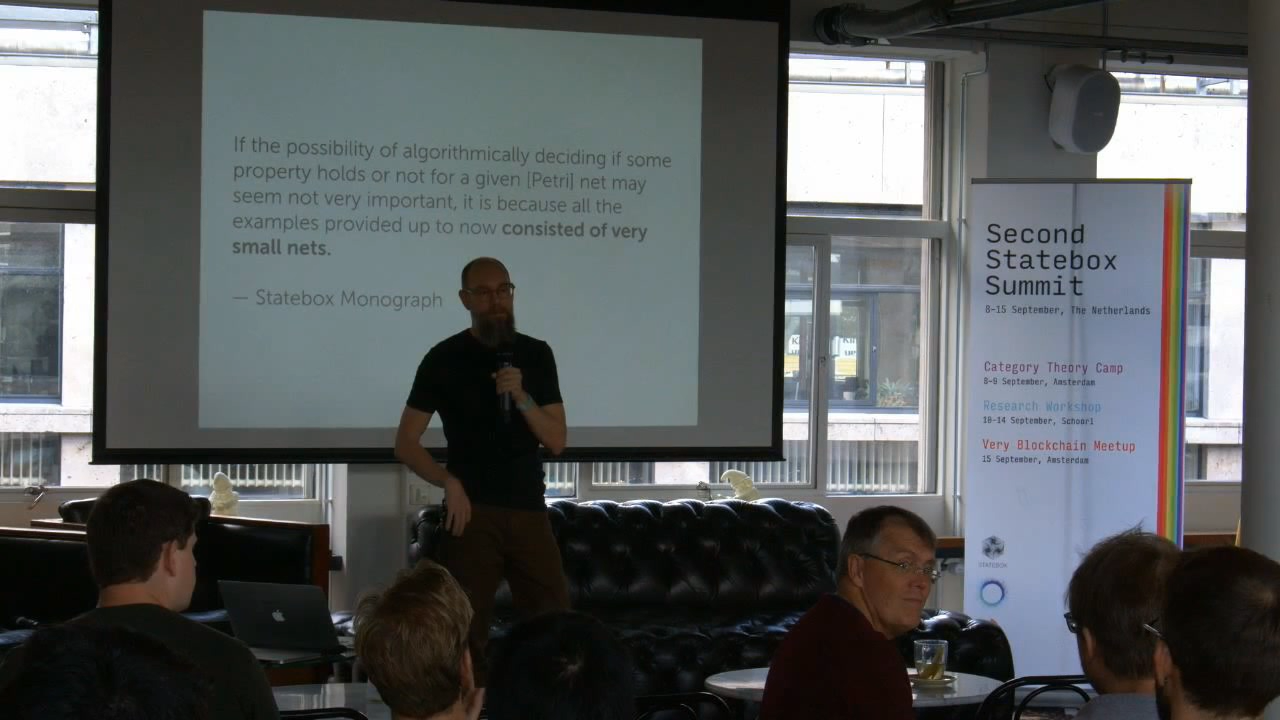 If the possibility of algorithmically deciding if some
property holds or not for a given [Petri] net may
seem not very important, it is because all the
examples provided up to now consisted of very
small nets.
— Statebox Monograph
Second
Statebox
Summit
8–15 September, The Netherlands
Category Theory Camp
8–9 September, Amsterdam
Research Workshop
10–14 September, Schoorl
Very Blockchain Meetup
15 September, Amsterdam
STATEBOX